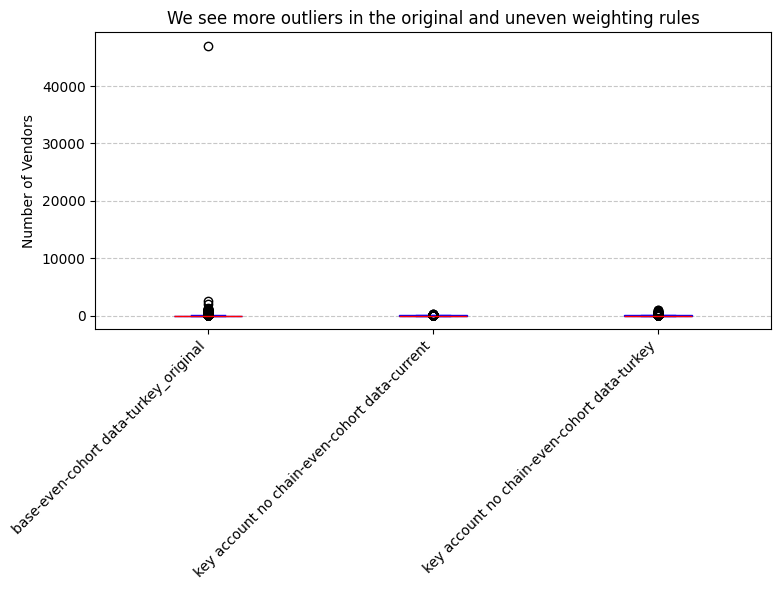 We see more outliers in the original and uneven weighting rules
Number of Vendors
40000
30000
20000
10000
0
base-even-cohort data-turkey_original
key account no chain-even-cohort data-current
key account no chain-even-cohort data-turkey